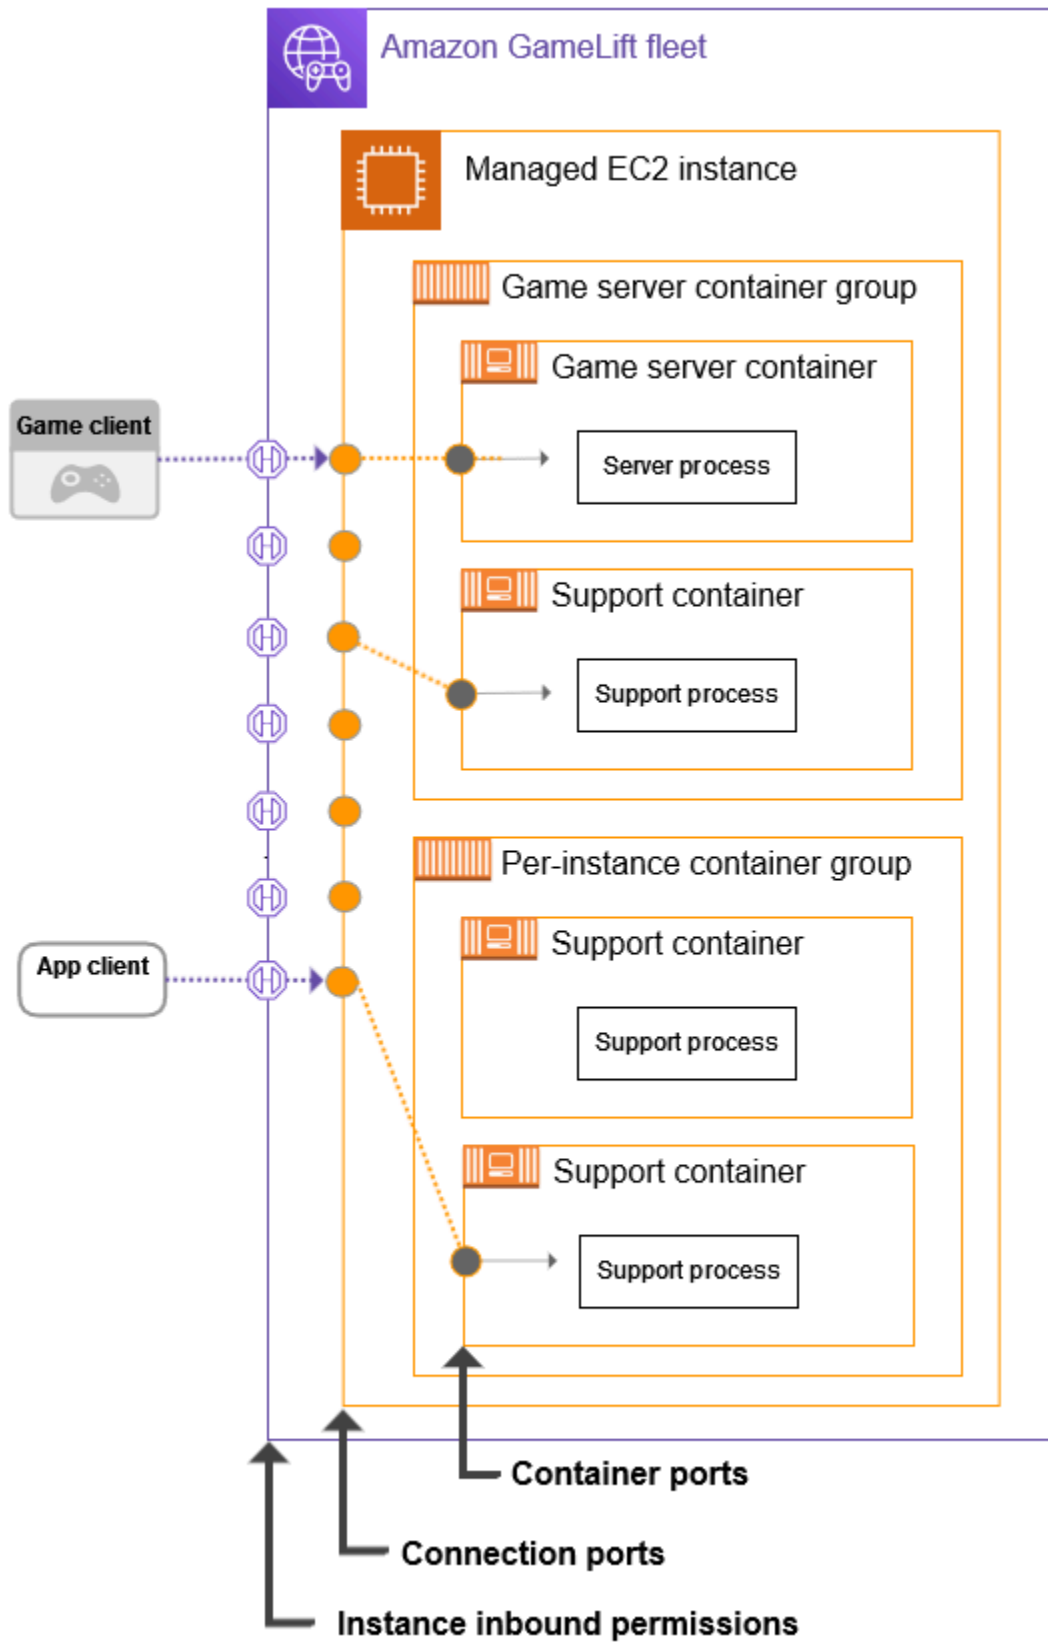 Amazon GameLift fleet
Managed EC2 instance
Game server container group
Game server container
Game client
Server process
Support container
Support process
Per-instance container group
Support container
App client
Support process
Support container
Support process
Container ports
Connection ports
Instance inbound permissions